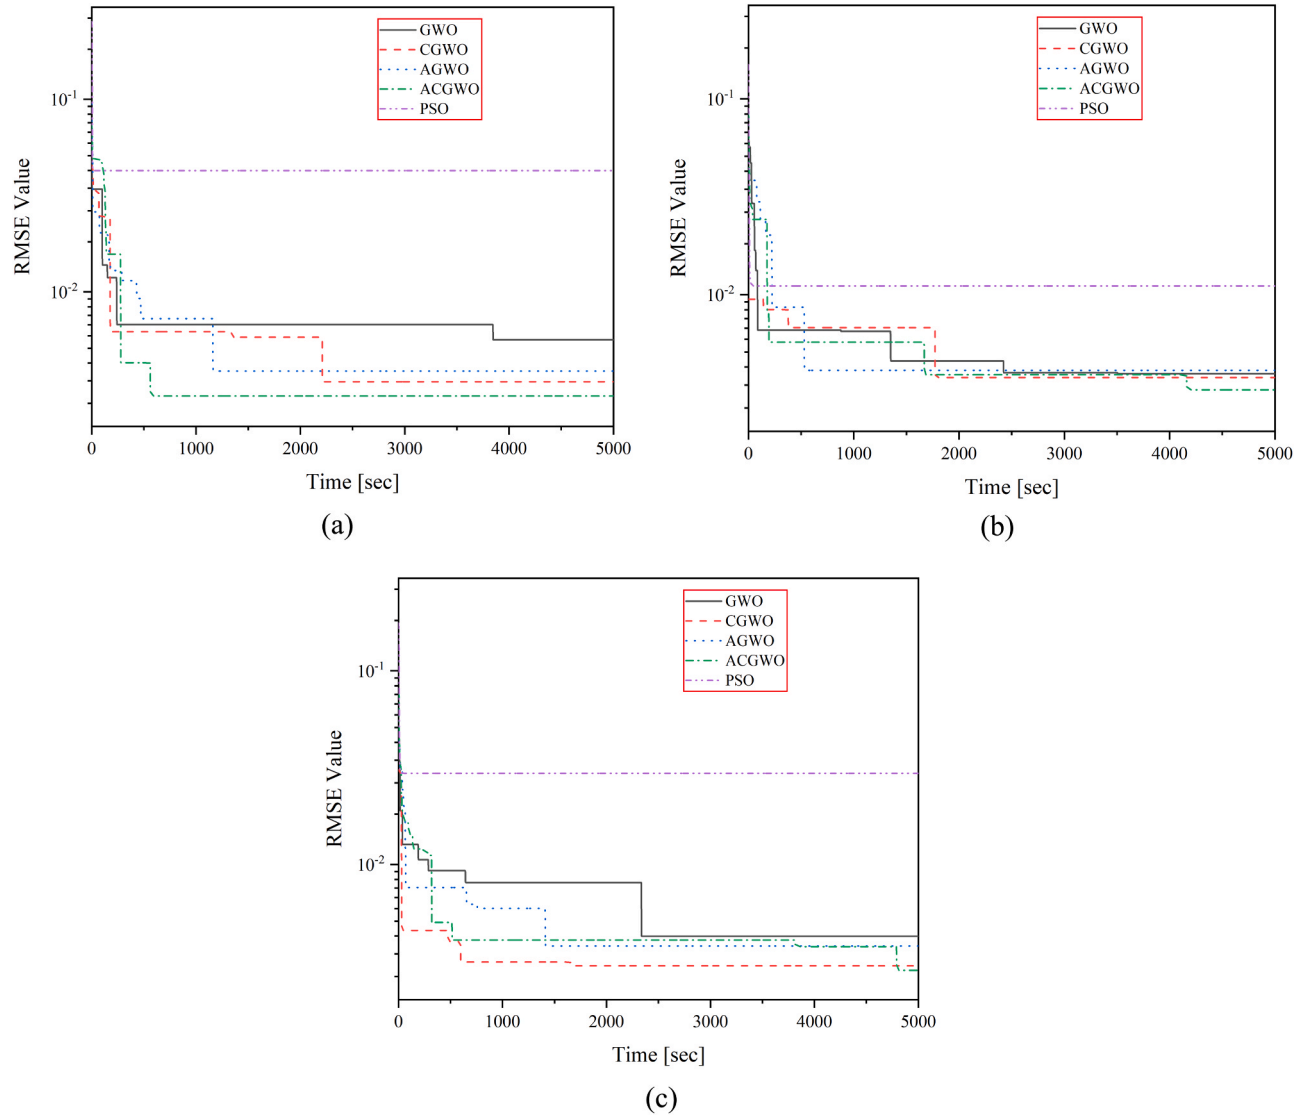 GWO
CGWO
AGWO
ACGWO
PSO
10-1
10-2
RMSE Value
0
1000
2000
3000
4000
5000
Time [sec]
(a)
GWO
CGWO
AGWO
ACGWO
PSO
10-1
10-2
RMSE Value
0
1000
2000
3000
4000
5000
Time [sec]
(b)
GWO
CGWO
AGWO
ACGWO
PSO
10-1
10-2
RMSE Value
0
1000
2000
3000
4000
5000
Time [sec]
(c)